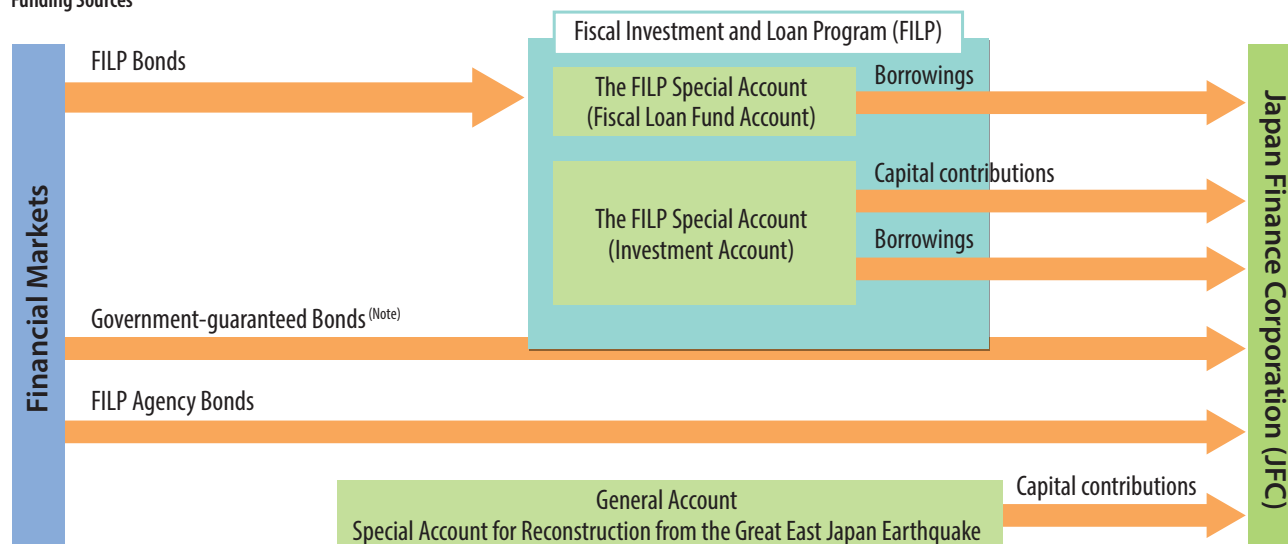 Funding Sources
Fiscal Investment and Loan Program (FILP)
FILP Bonds
The FILP Special Account
(Fiscal Loan Fund Account)
Borrowings
Capital contributions
The FILP Special Account
(Investment Account)
Borrowings
Financial Markets
Government-guaranteed Bonds (Note)
FILP Agency Bonds
General Account
Special Account for Reconstruction from the Great East Japan Earthquake
Capital contributions
Japan Finance Corporation (JFC)